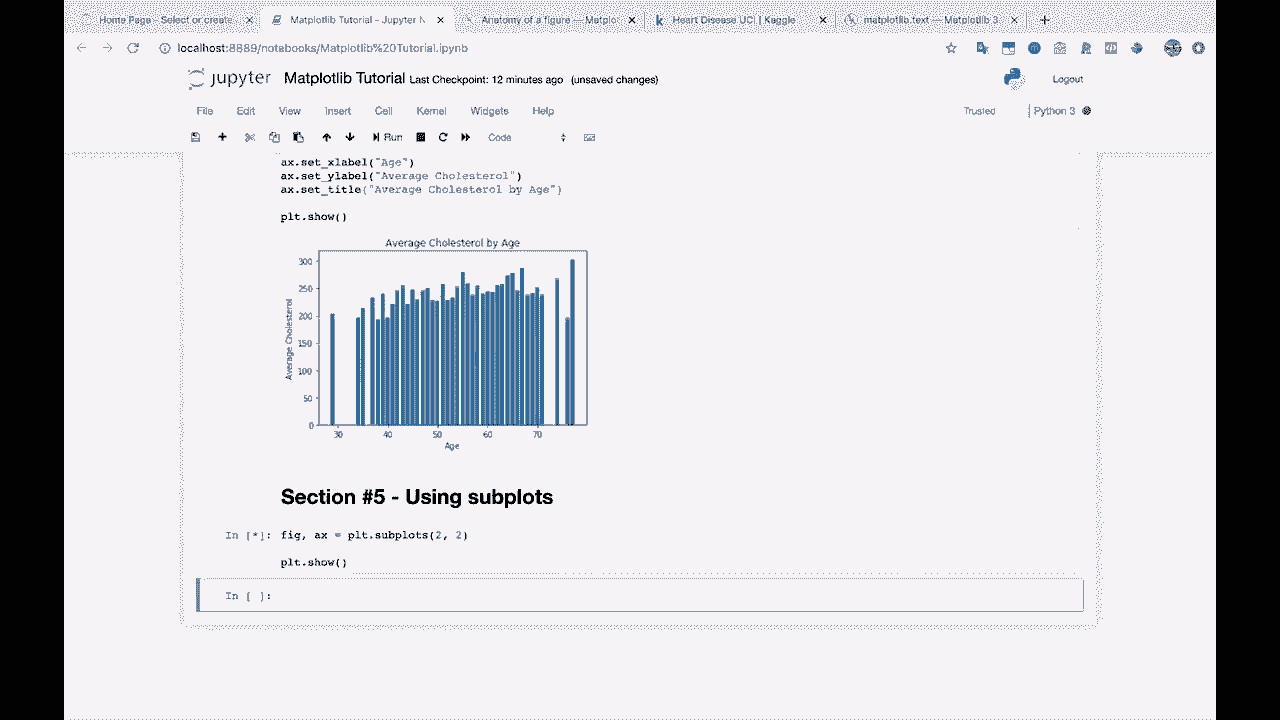 Home Page - Select or create
Matplotlib Tutorial - Jupyter N
Anatomy of a figure — Matplo
Heart Disease UCI | Kaggle
matplotlib.text — Matplotlib 3
localhost:8889/notebooks/Matplotlib%20Tutorial.ipynb
jupyter Matplotlib Tutorial Last Checkpoint: 12 minutes ago (unsaved changes) Logout
File Edit View Insert Cell Kernel Widgets Help Trusted Python 3
Run Code
ax.set_xlabel("Age")
ax.set_ylabel("Average Cholesterol")
ax.set_title("Average Cholesterol by Age")
plt.show()
Average Cholesterol by Age
300
250
200
150
100
50
0
Average Cholesterol
30 40 50 60 70
Age
Section #5 - Using subplots
In [*]: fig, ax = plt.subplots(2, 2)
plt.show()
In [ ]: